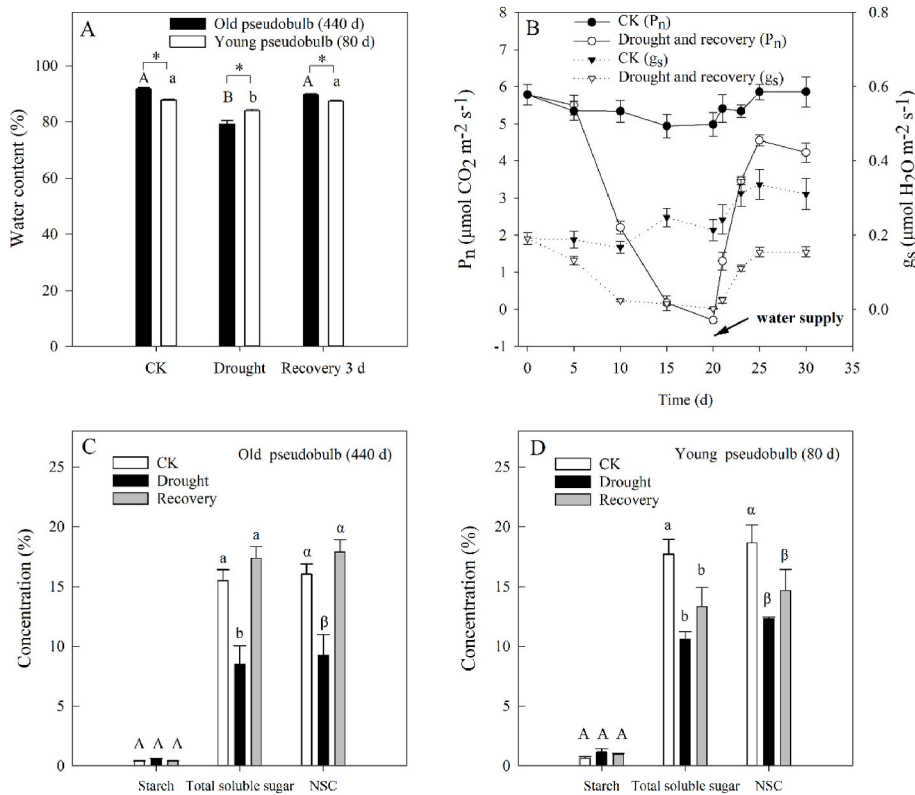 A
Old pseudobulb (440 d)
Young pseudobulb (80 d)
Water content (%)
100
80
60
40
20
0
*
*
*
A a
B b
A a
CK Drought Recovery 3 d
B
CK (Pn)
Drought and recovery (Pn)
CK (gs)
Drought and recovery (gs)
Pn (µmol CO2 m-2 s-1)
8
7
6
5
4
3
2
1
0
-1
gs (µmol H2O m-2 s-1)
0.8
0.6
0.4
0.2
0.0
water supply
0 5 10 15 20 25 30 35
Time (d)
C
Old pseudobulb (440 d)
CK
Drought
Recovery
Concentration (%)
25
20
15
10
5
0
A A A
a b a
α β α
Starch Total soluble sugar NSC
D
Young pseudobulb (80 d)
CK
Drought
Recovery
Concentration (%)
25
20
15
10
5
0
A A A
a b b
α β β
Starch Total soluble sugar NSC